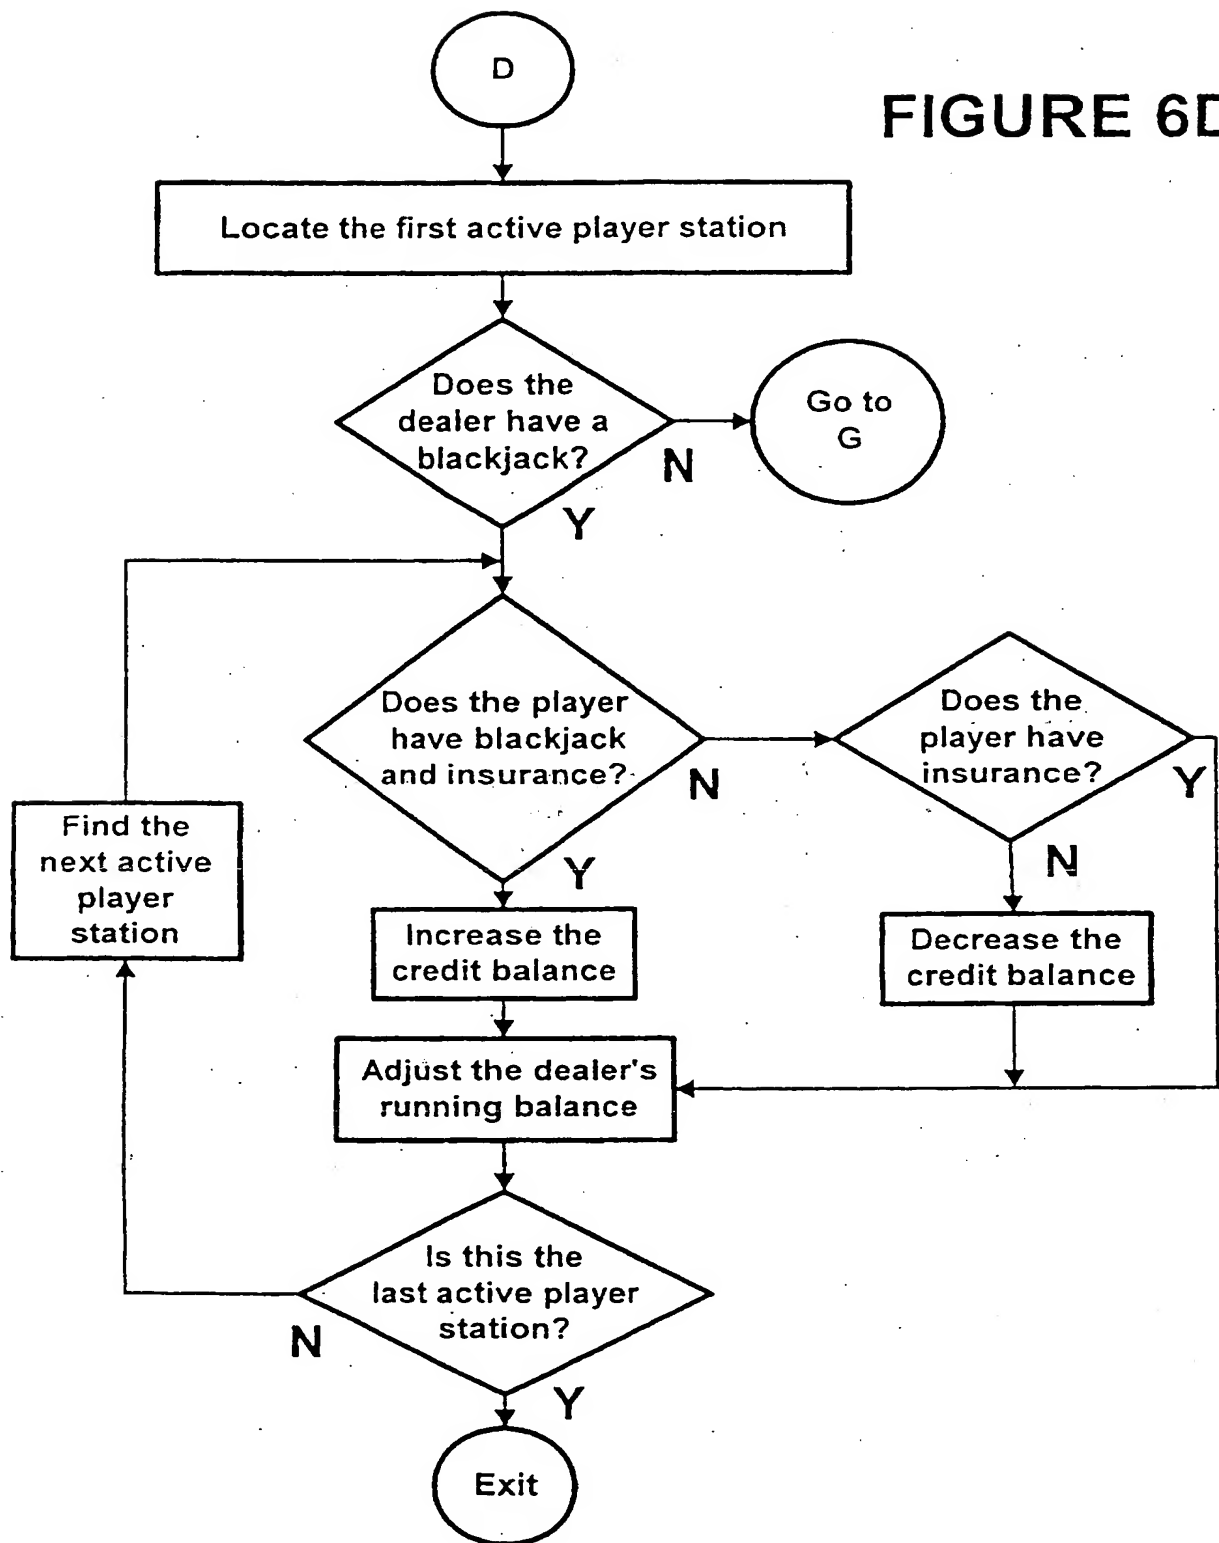 D
FIGURE 6D
Locate the first active player station
Does the
dealer have a
blackjack?
N
Go to
G
Y
Does the player
have blackjack
and insurance?
N
Does the
player have
insurance?
Y
Find the
next active
player
station
Y
N
Increase the
credit balance
Decrease the
credit balance
Adjust the dealer's
running balance
Is this the
last active player
station?
N
Y
Exit